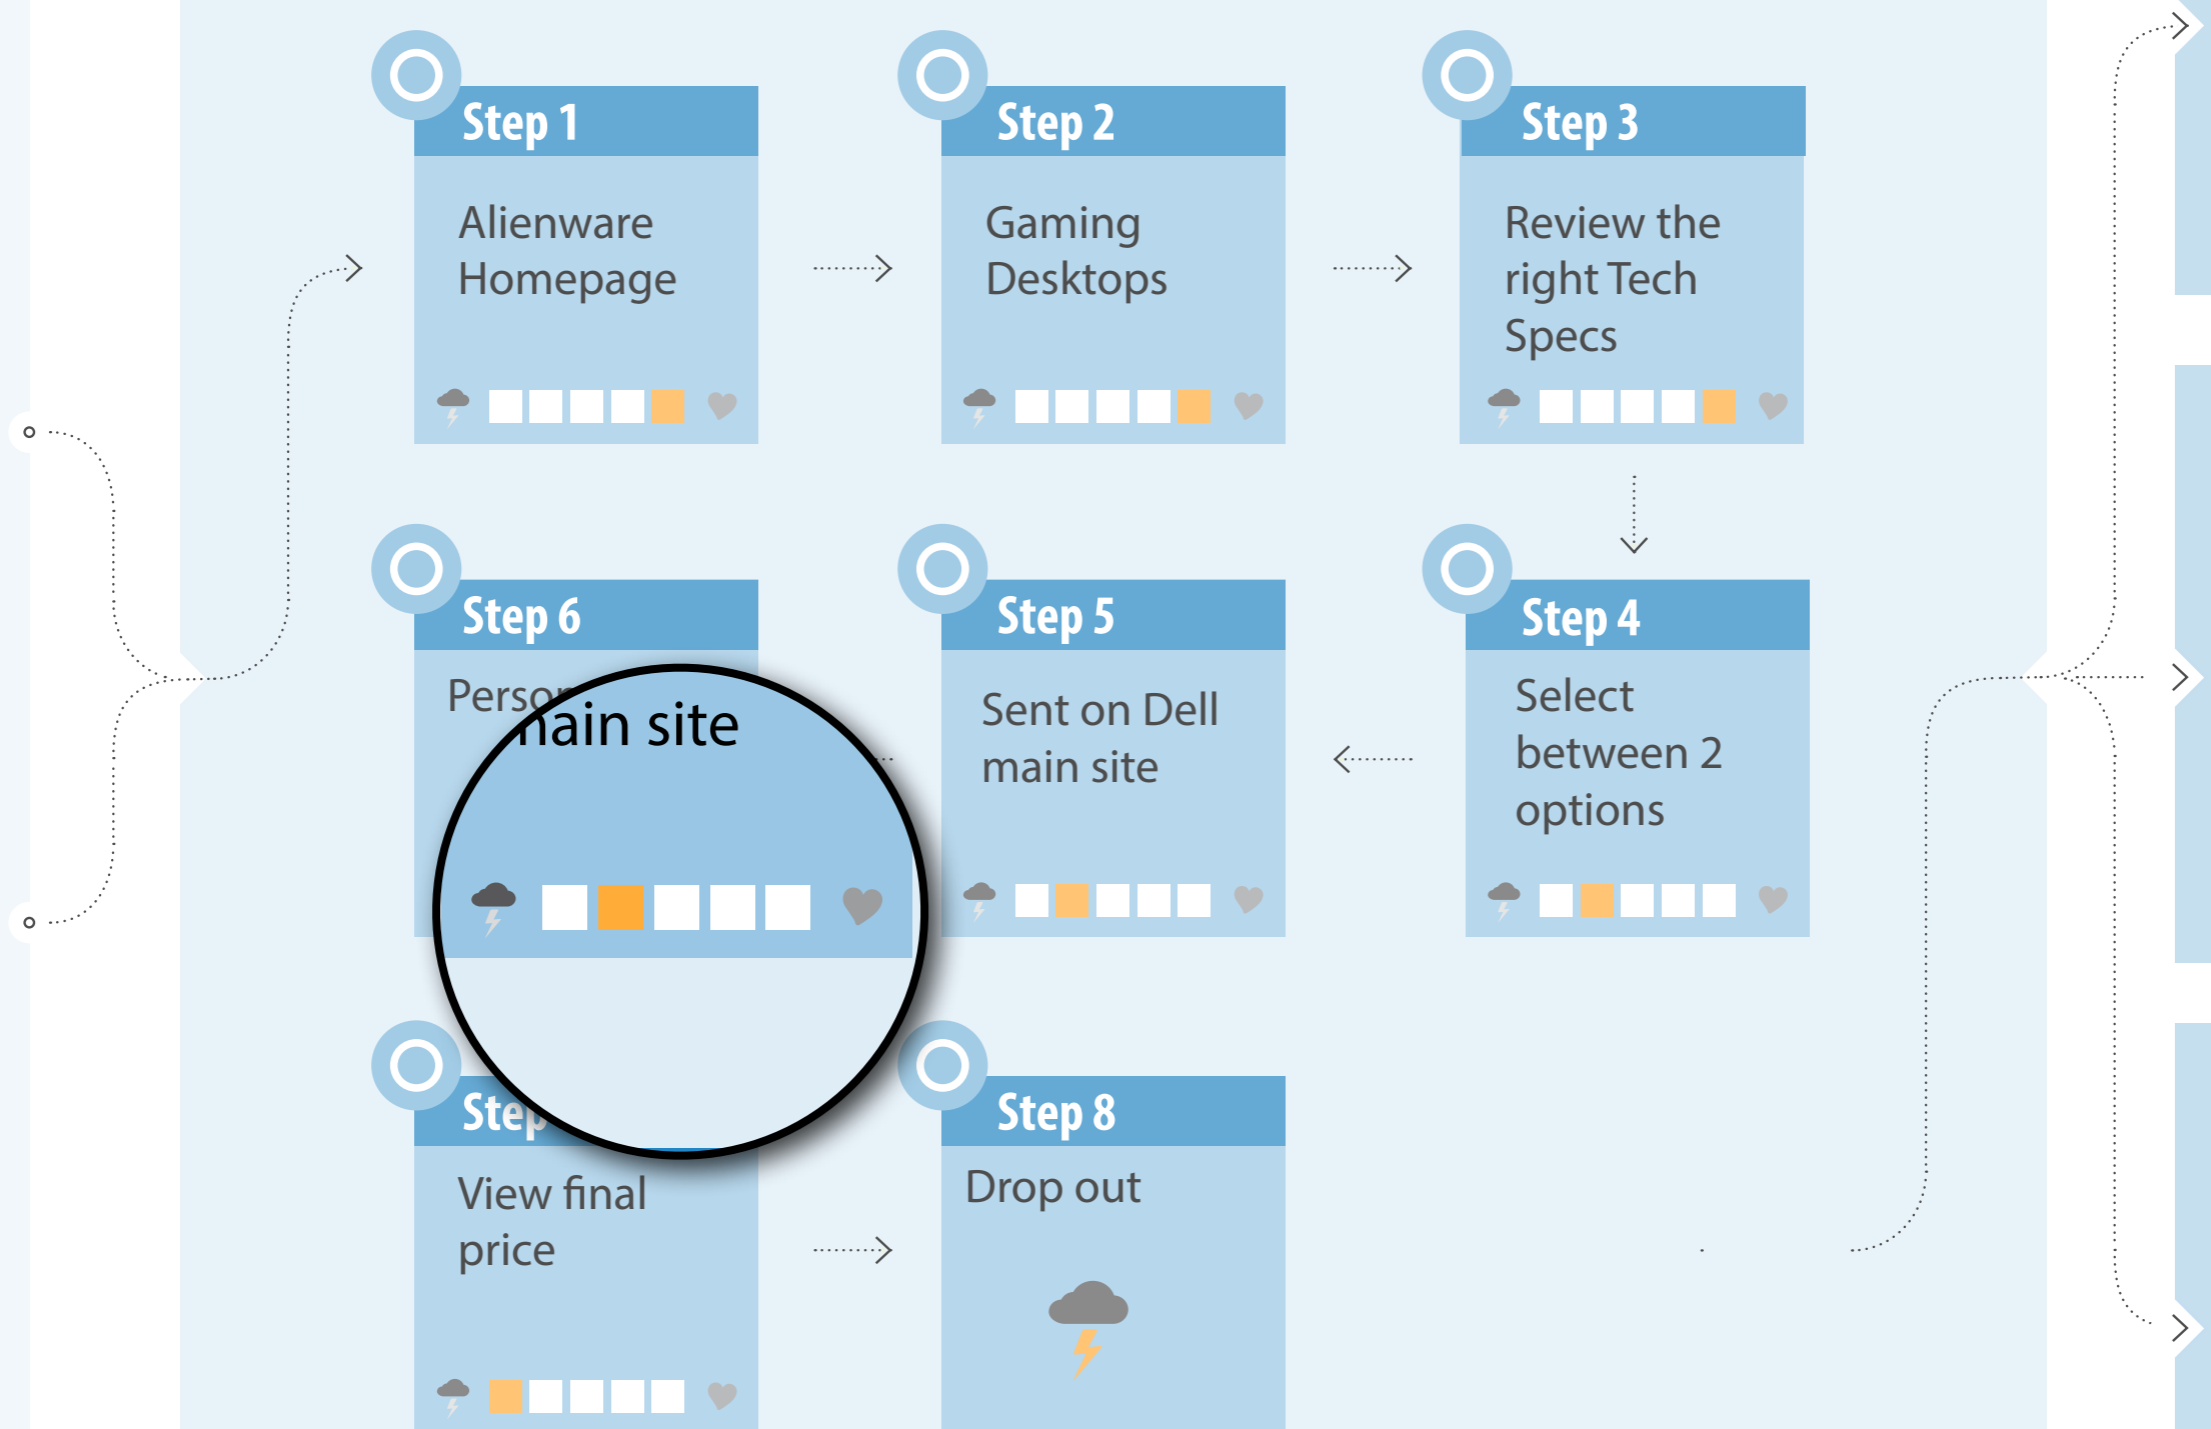 Step 1
Alienware
Homepage
Step 2
Gaming
Desktops
Step 3
Review the
right Tech
Specs
Step 4
Select
between 2
options
Step 5
Sent on Dell
main site
Step 6
main site
View final
price
Step 8
Drop out